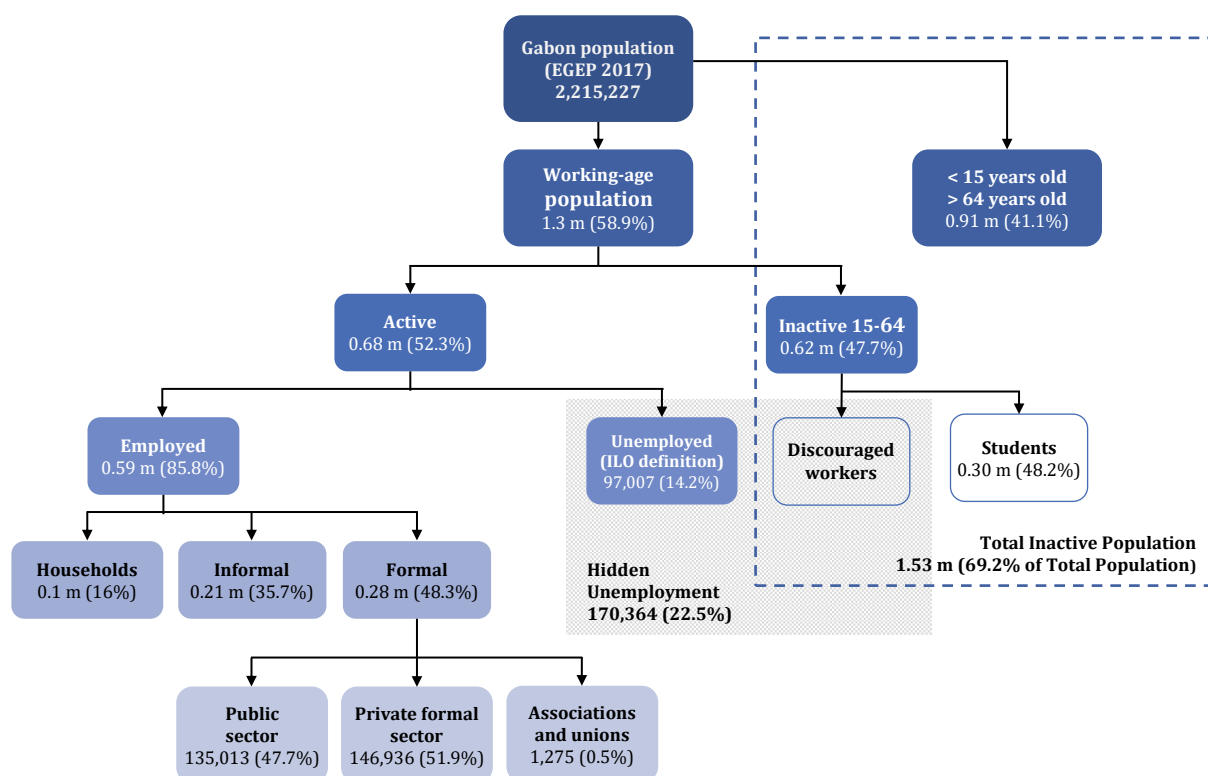 Gabon population
(EGEP 2017)
2,215,227
Working-age
population
1.3 m (58.9%)
< 15 years old
> 64 years old
0.91 m (41.1%)
Active
0.68 m (52.3%)
Inactive 15-64
0.62 m (47.7%)
Employed
0.59 m (85.8%)
Unemployed
(ILO definition)
97,007 (14.2%)
Discouraged
workers
Students
0.30 m (48.2%)
Total Inactive Population
1.53 m (69.2% of Total Population)
Households
0.1 m (16%)
Informal
0.21 m (35.7%)
Formal
0.28 m (48.3%)
Hidden
Unemployment
170,364 (22.5%)
Public
sector
135,013 (47.7%)
Private formal
sector
146,936 (51.9%)
Associations
and unions
1,275 (0.5%)